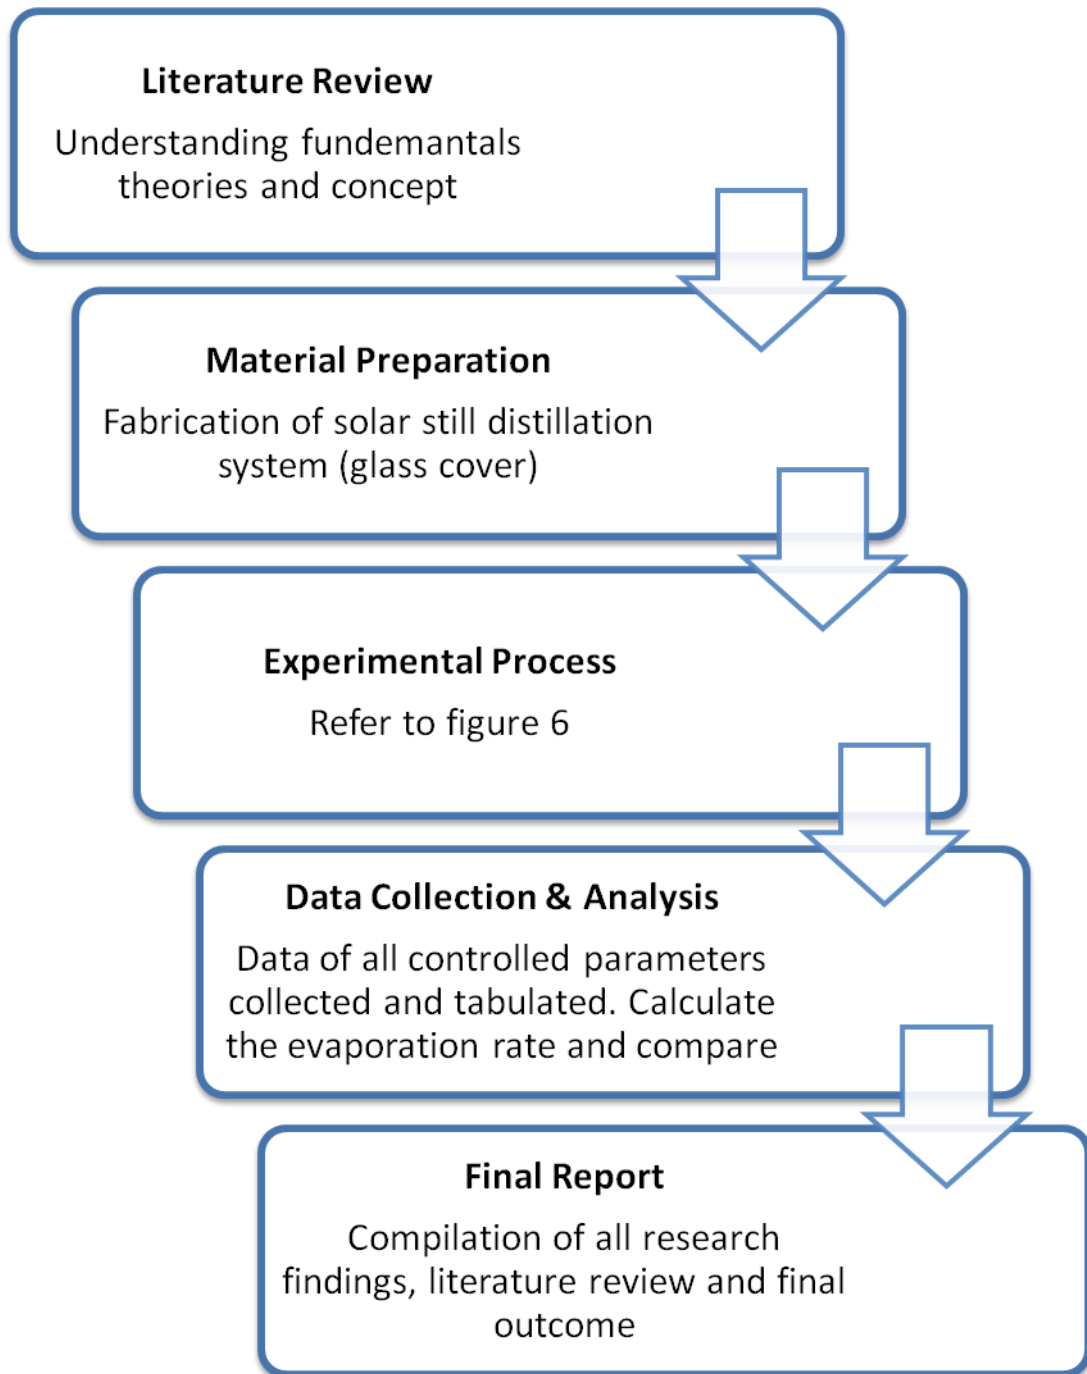 Literature Review
Understanding fundemantals
theories and concept
Material Preparation
Fabrication of solar still distillation
system (glass cover)
Experimental Process
Refer to figure 6
Data Collection & Analysis
Data of all controlled parameters
collected and tabulated. Calculate
the evaporation rate and compare
Final Report
Compilation of all research
findings, literature review and final
outcome